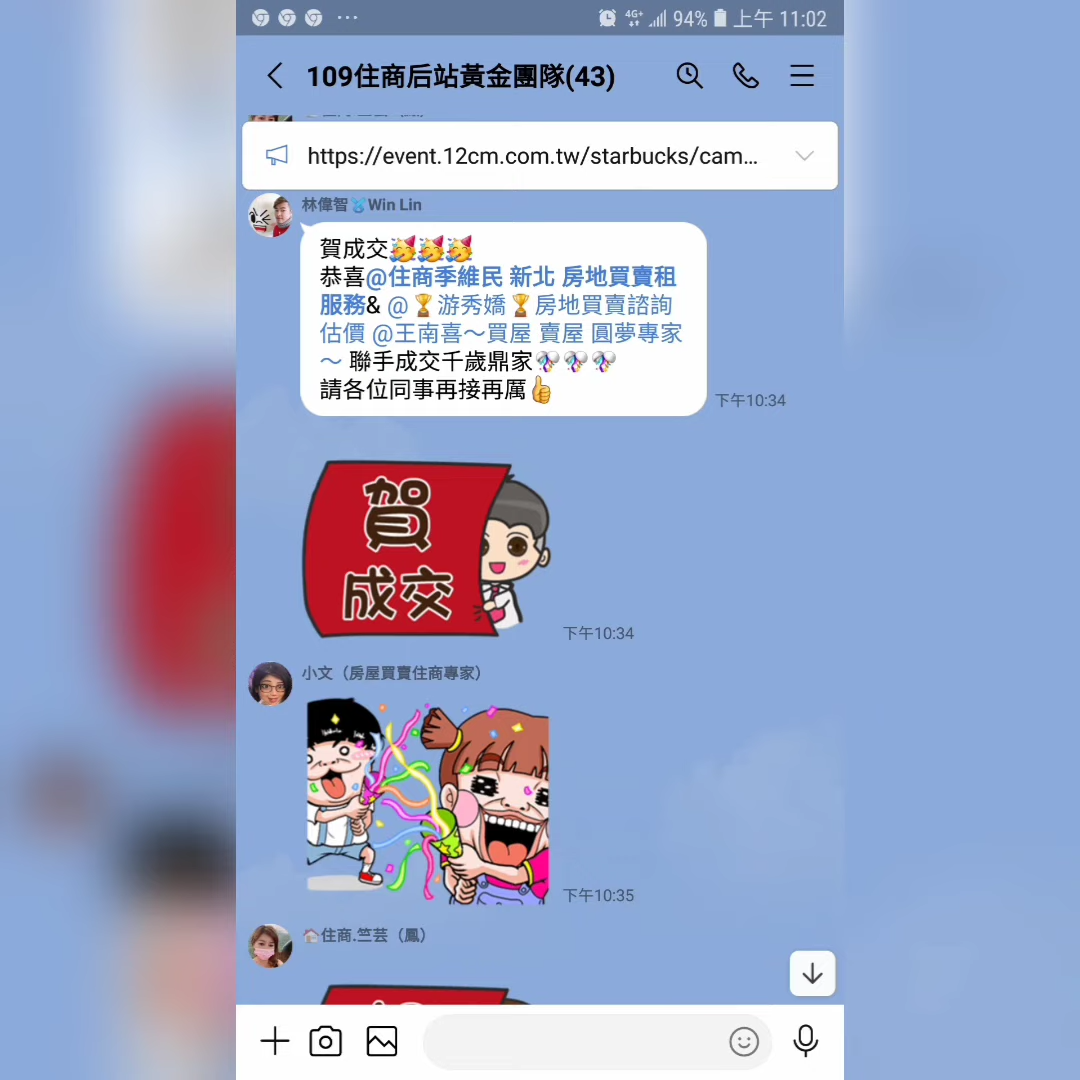 4G+ 94% 上午 11:02
109住商后站黃金團隊(43)
https://event.12cm.com.tw/starbucks/cam…
林偉智Win Lin
賀成交
恭喜@住商季維民 新北 房地買賣租
服務& @🏆游秀嬌🏆房地買賣諮詢
估價 @王南喜～買屋 賣屋 圓夢專家
～ 聯手成交千歲鼎家
請各位同事再接再厲
下午10:34
賀
成交
下午10:34
小文（房屋買賣住商專家）
下午10:35
住商.竺芸（鳳）